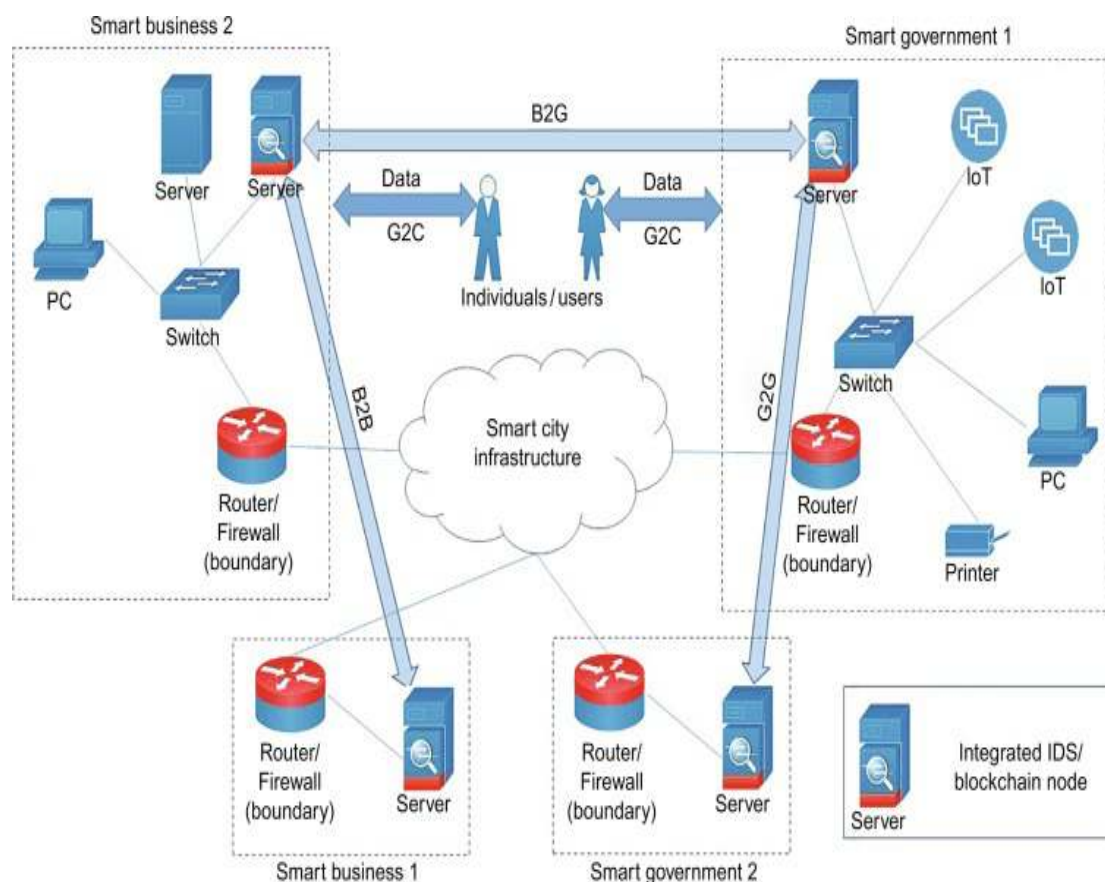 Smart business 2
Smart government 1
B2G
Server
Server
Data
G2C
Data
G2C
Server
IoT
IoT
PC
Switch
Individuals / users
Switch
B2B
G2G
Smart city
infrastructure
Router/
Firewall
(boundary)
Router/
Firewall
(boundary)
PC
Printer
Router/
Firewall
(boundary)
Server
Router/
Firewall
(boundary)
Server
Server
Integrated IDS/
blockchain node
Smart business 1
Smart government 2